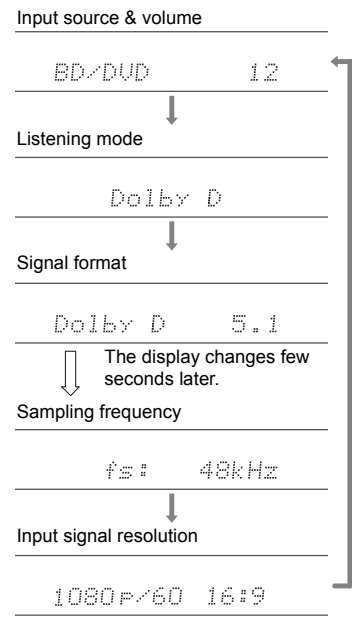 Input source & volume
BD/DVD 12
Listening mode
Dolby D
Signal format
Dolby D 5.1
The display changes few
seconds later.
Sampling frequency
fs: 48kHz
Input signal resolution
1080p/60 16:9